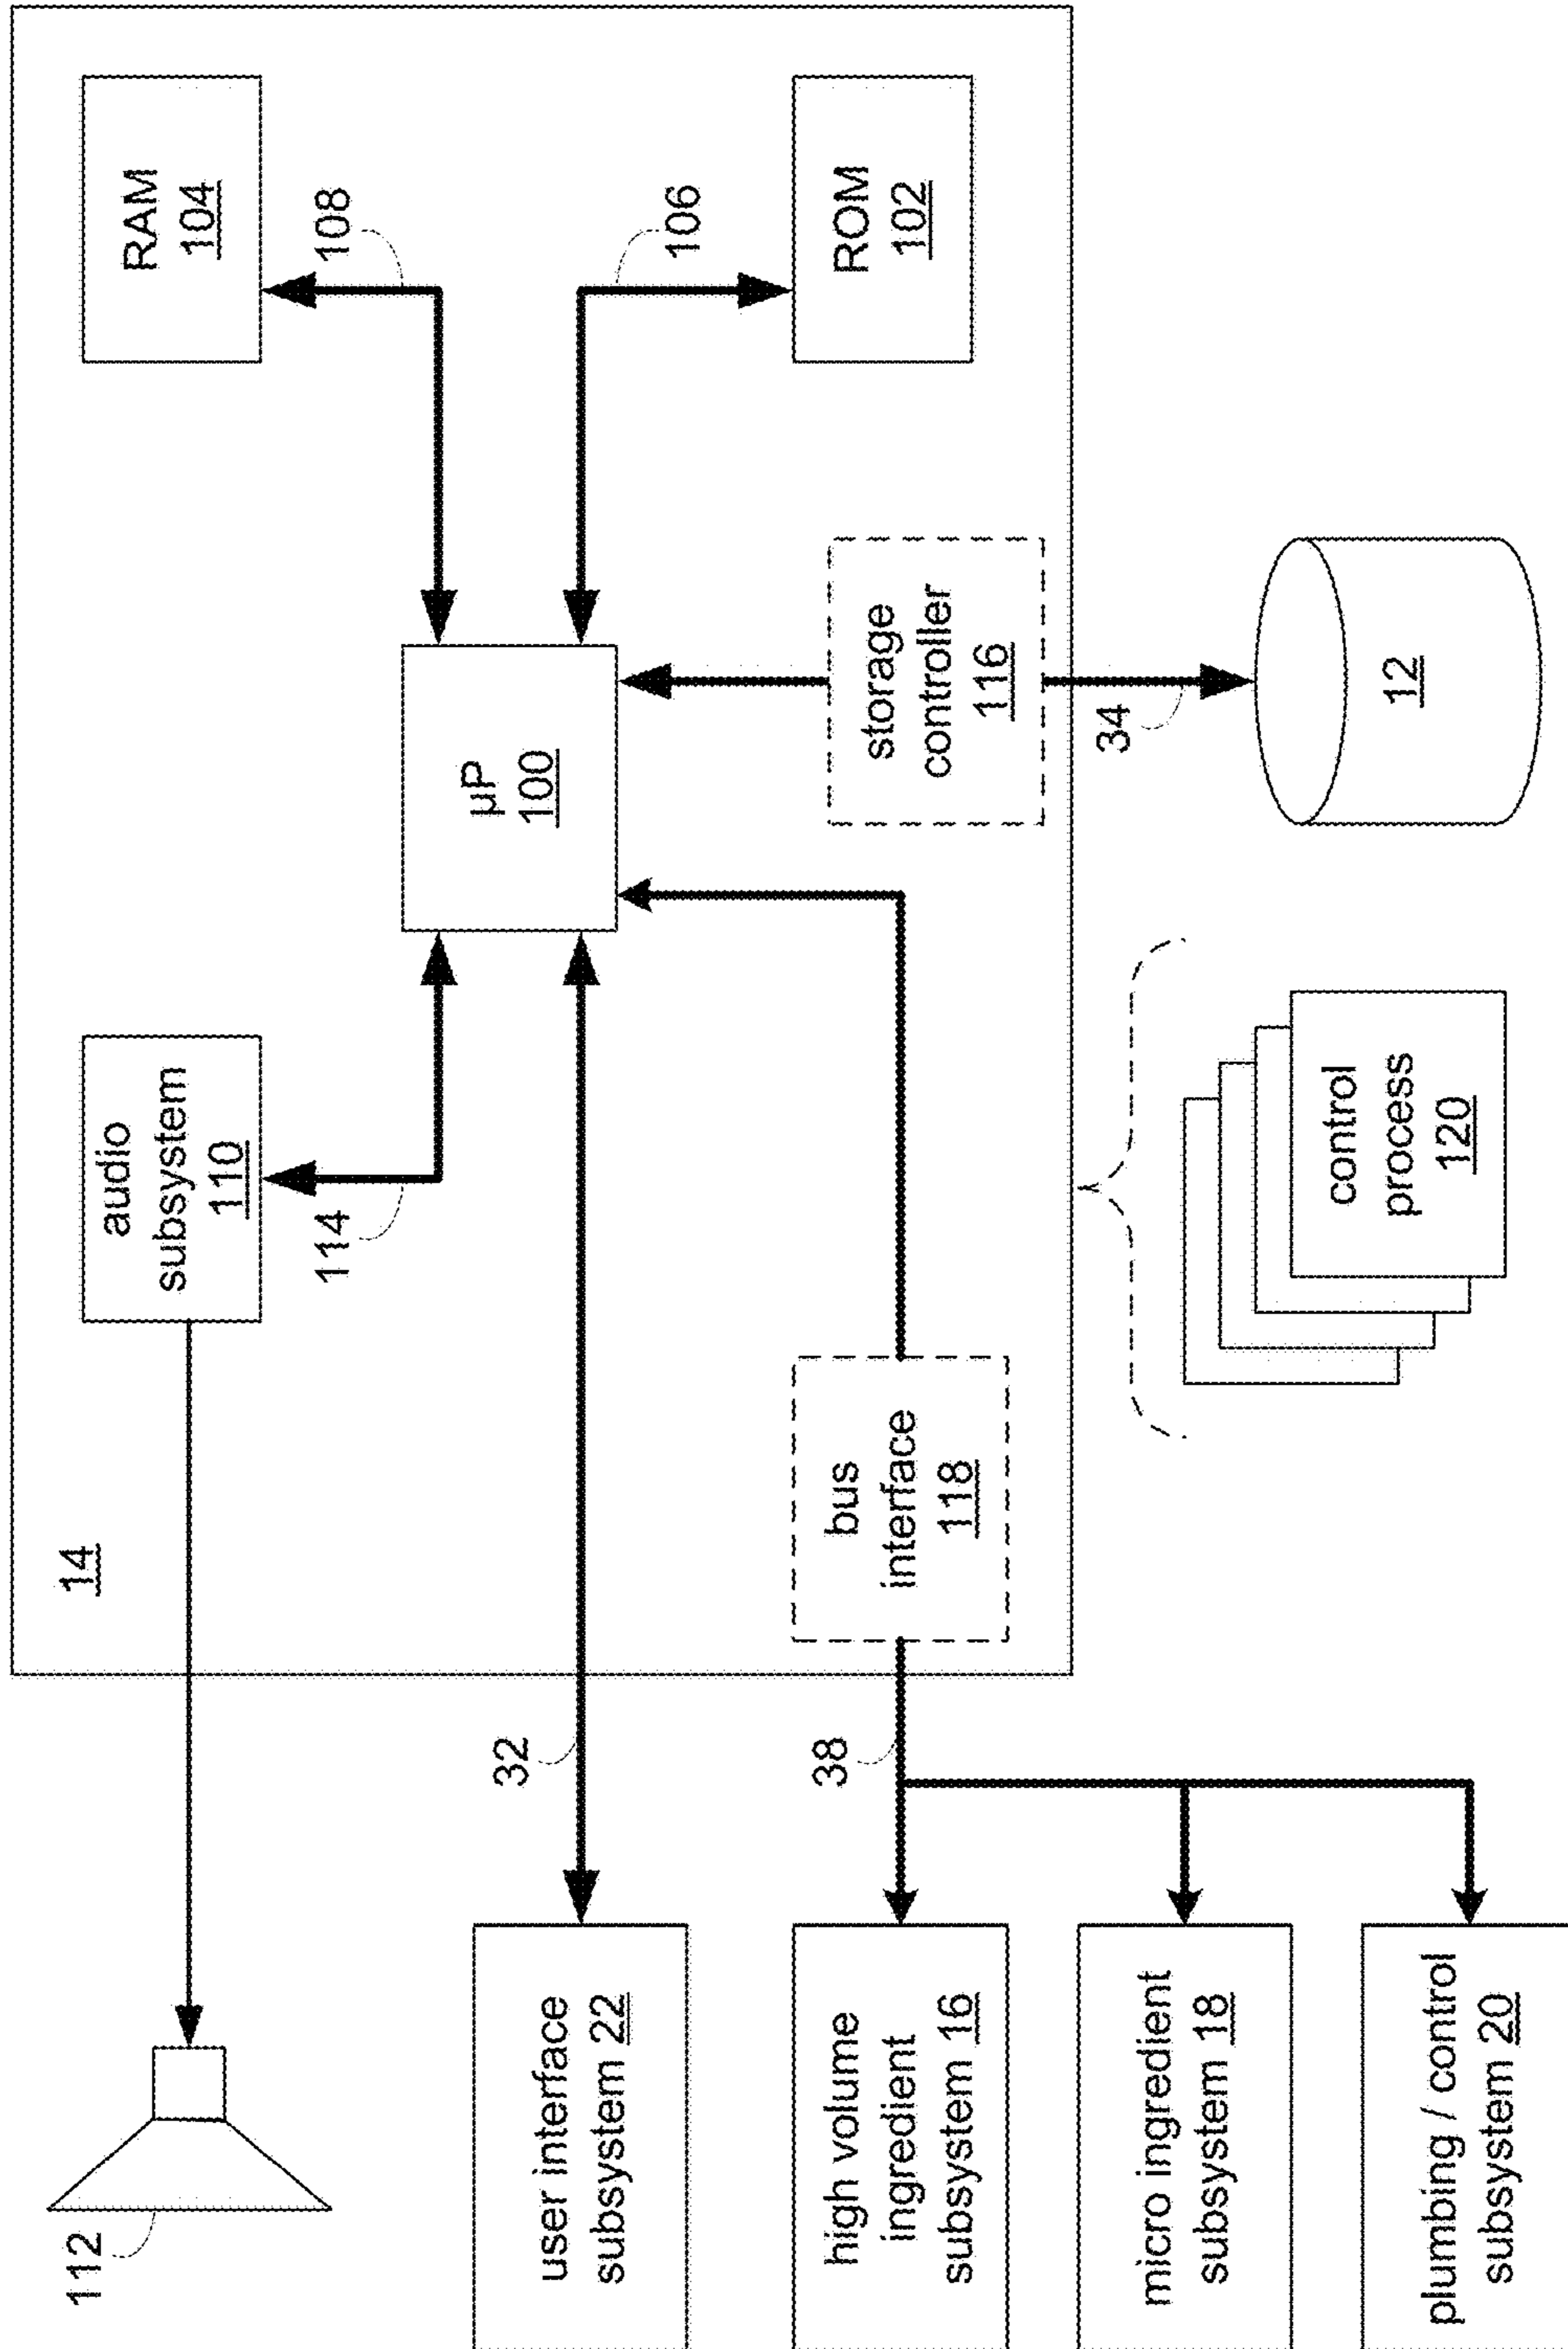 112
14
audio
subsystem
110
114
RAM
104
108
user interface
subsystem 22
32
µP
100
106
high volume
ingredient
subsystem 16
38
bus
interface
118
storage
controller
116
ROM
102
34
micro ingredient
subsystem 18
plumbing / control
subsystem 20
control
process
120
12